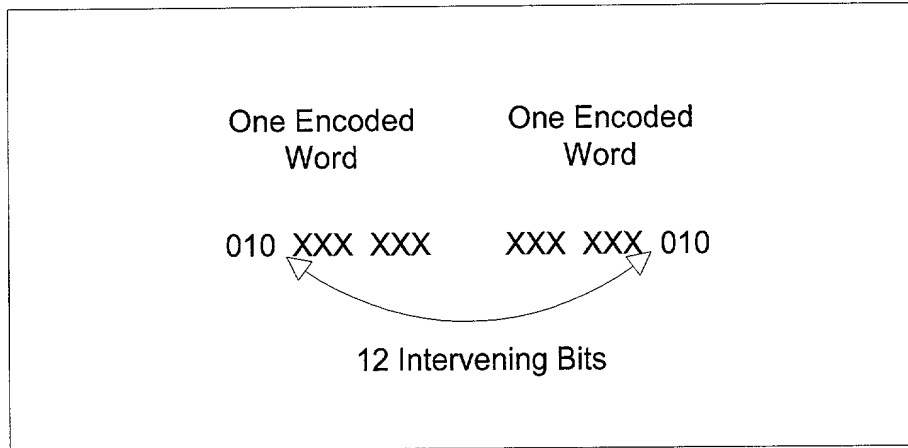 One Encoded Word
One Encoded Word
010 XXX XXX XXX XXX 010
12 Intervening Bits